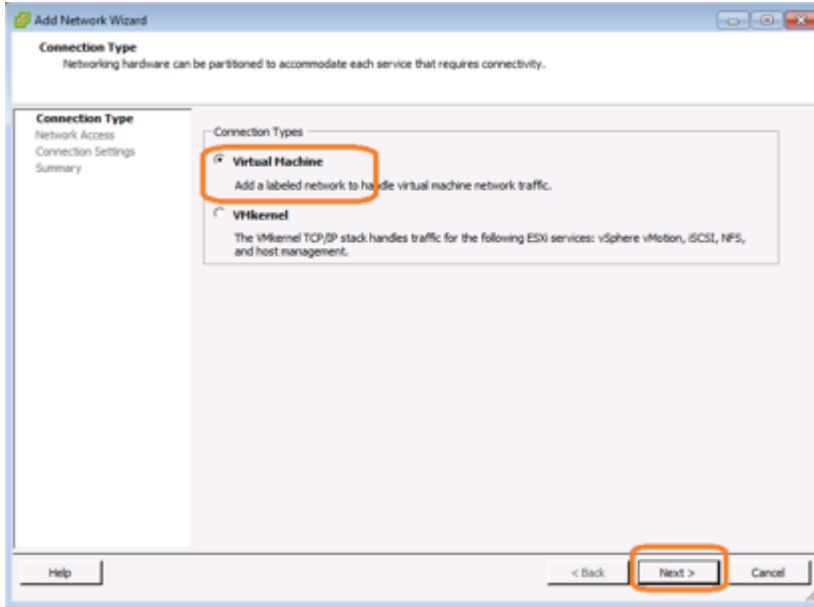 Add Network Wizard
Connection Type
Networking hardware can be partitioned to accommodate each service that requires connectivity.
Connection Type
Network Access
Connection Settings
Summary
Connection Types
Virtual Machine
Add a labeled network to handle virtual machine network traffic.
VMkernel
The VMkernel TCP/IP stack handles traffic for the following ESXi services: vSphere vMotion, iSCSI, NFS,
and host management.
Help
< Back
Next >
Cancel